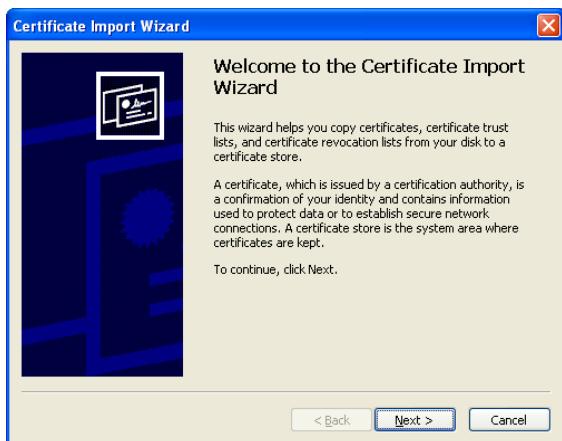 Certificate Import Wizard
Welcome to the Certificate Import
Wizard
This wizard helps you copy certificates, certificate trust
lists, and certificate revocation lists from your disk to a
certificate store.
A certificate, which is issued by a certification authority, is
a confirmation of your identity and contains information
used to protect data or to establish secure network
connections. A certificate store is the system area where
certificates are kept.
To continue, click Next.
< Back Next > Cancel